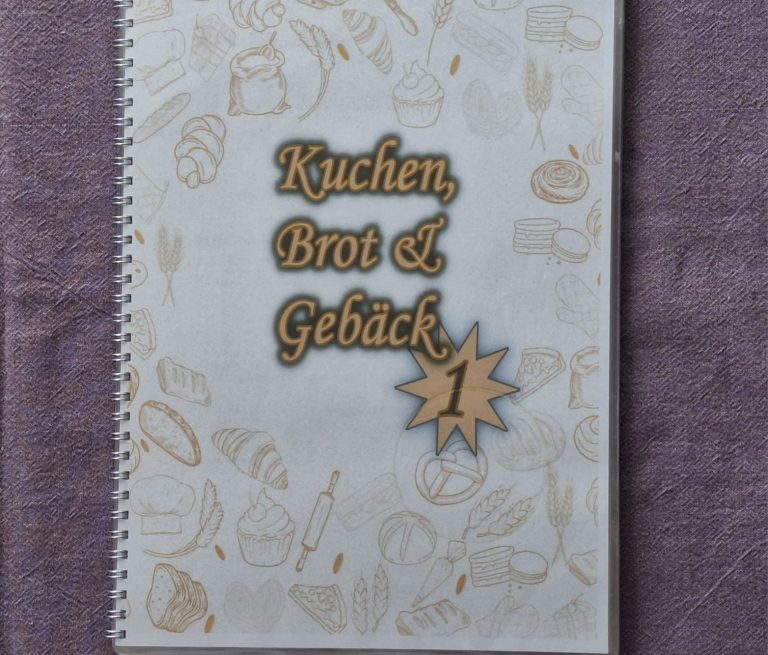 Kuchen,
Brot &
Gebäck
1